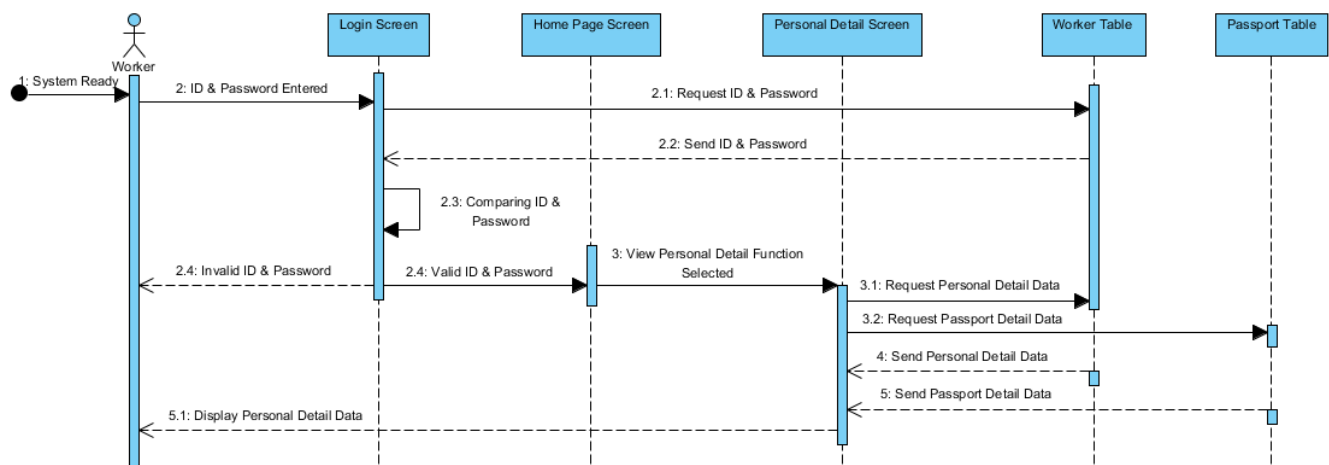 Login Screen
Home Page Screen
Personal Detail Screen
Worker Table
Passport Table
Worker
1: System Ready
2: ID & Password Entered
2.1: Request ID & Password
2.2: Send ID & Password
2.3: Comparing ID &
Password
2.4: Invalid ID & Password
2.4: Valid ID & Password
3: View Personal Detail Function
Selected
3.1: Request Personal Detail Data
3.2: Request Passport Detail Data
4: Send Personal Detail Data
5: Send Passport Detail Data
5.1: Display Personal Detail Data